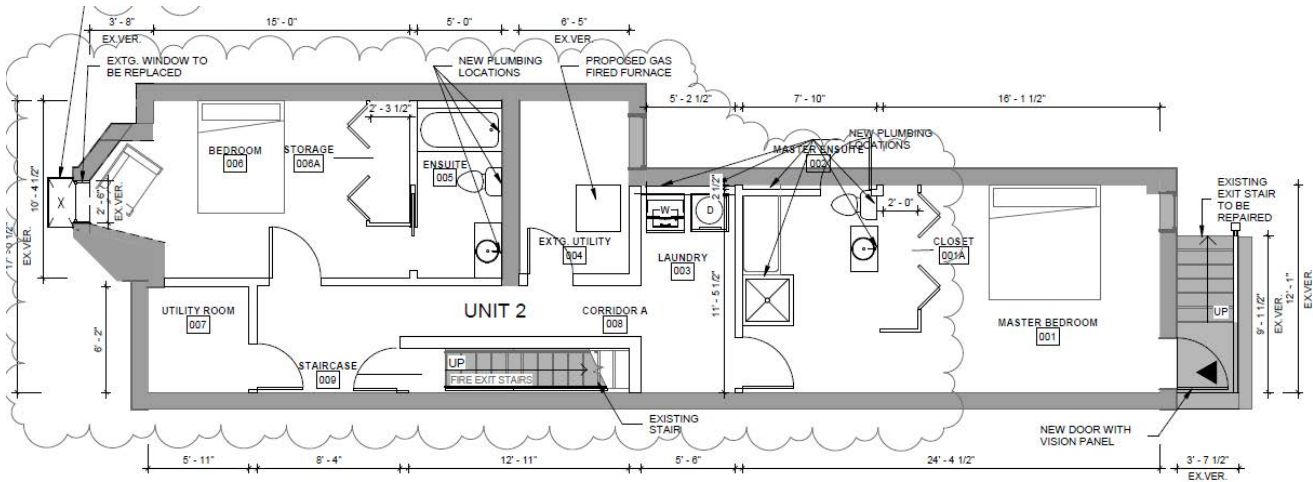 3' - 8"
15' - 0"
5' - 0"
6' - 5"
EX.VER.
EX.VER.
EXTG. WINDOW TO
BE REPLACED
NEW PLUMBING
LOCATIONS
PROPOSED GAS
FIRED FURNACE
5' - 2 1/2"
7' - 10"
16' - 1 1/2"
2' - 3 1/2"
NEW PLUMBING
LOCATIONS
BEDROOM
006
STORAGE
006A
ENSUITE
005
MASTER ENSUITE
002
10' - 4 1/2"
EX.VER.
X
2' - 6"
EX.VER.
2 1/2"
2' - 0"
W
D
EXISTING
EXIT STAIR
TO BE
REPAIRED
EXTG. UTILITY
004
LAUNDRY
003
CLOSET
001A
UTILITY ROOM
007
UNIT 2
CORRIDOR A
008
11' - 5 1/2"
MASTER BEDROOM
001
UP
6' - 2"
9' - 1 1/2"
EX.VER.
12' - 1"
EX.VER.
STAIRCASE
009
UP
FIRE EXIT STAIRS
EXISTING
STAIR
NEW DOOR WITH
VISION PANEL
5' - 11"
8' - 4"
12' - 11"
5' - 6"
24' - 4 1/2"
3' - 7 1/2"
EX.VER.